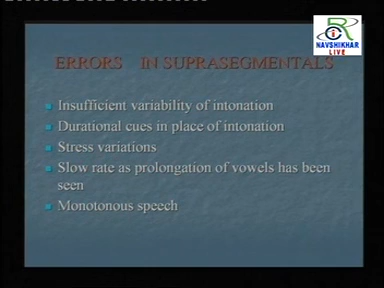 NAVSHIKHAR
LIVE
ERRORS IN SUPRASEGMENTALS
Insufficient variability of intonation
Durational cues in place of intonation
Stress variations
Slow rate as prolongation of vowels has been
seen
Monotonous speech